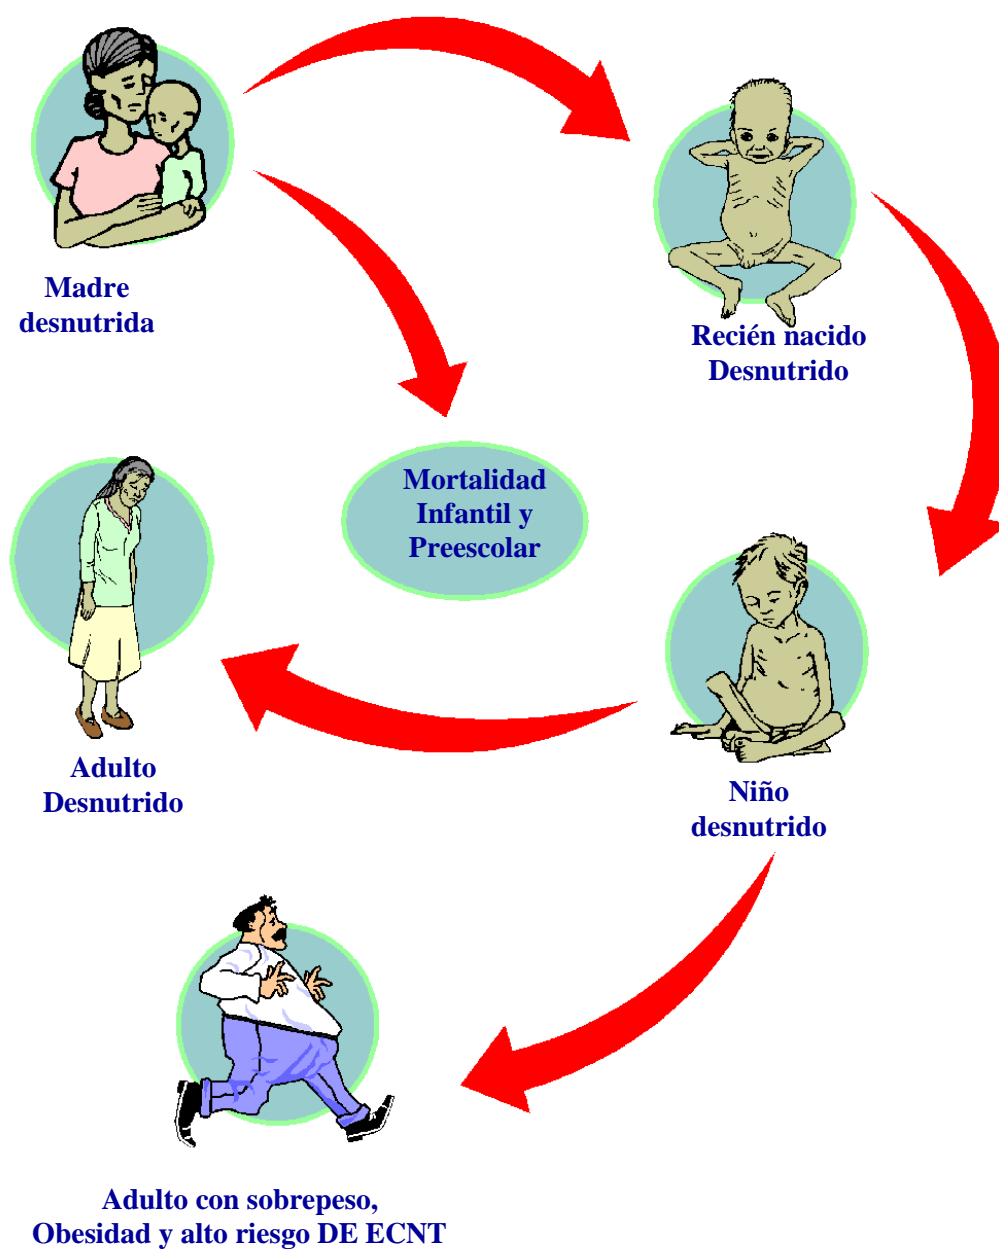 Madre
desnutrida
Recién nacido
Desnutrido
Mortalidad
Infantil y
Preescolar
Adulto
Desnutrido
Niño
desnutrido
Adulto con sobrepeso,
Obesidad y alto riesgo DE ECNT